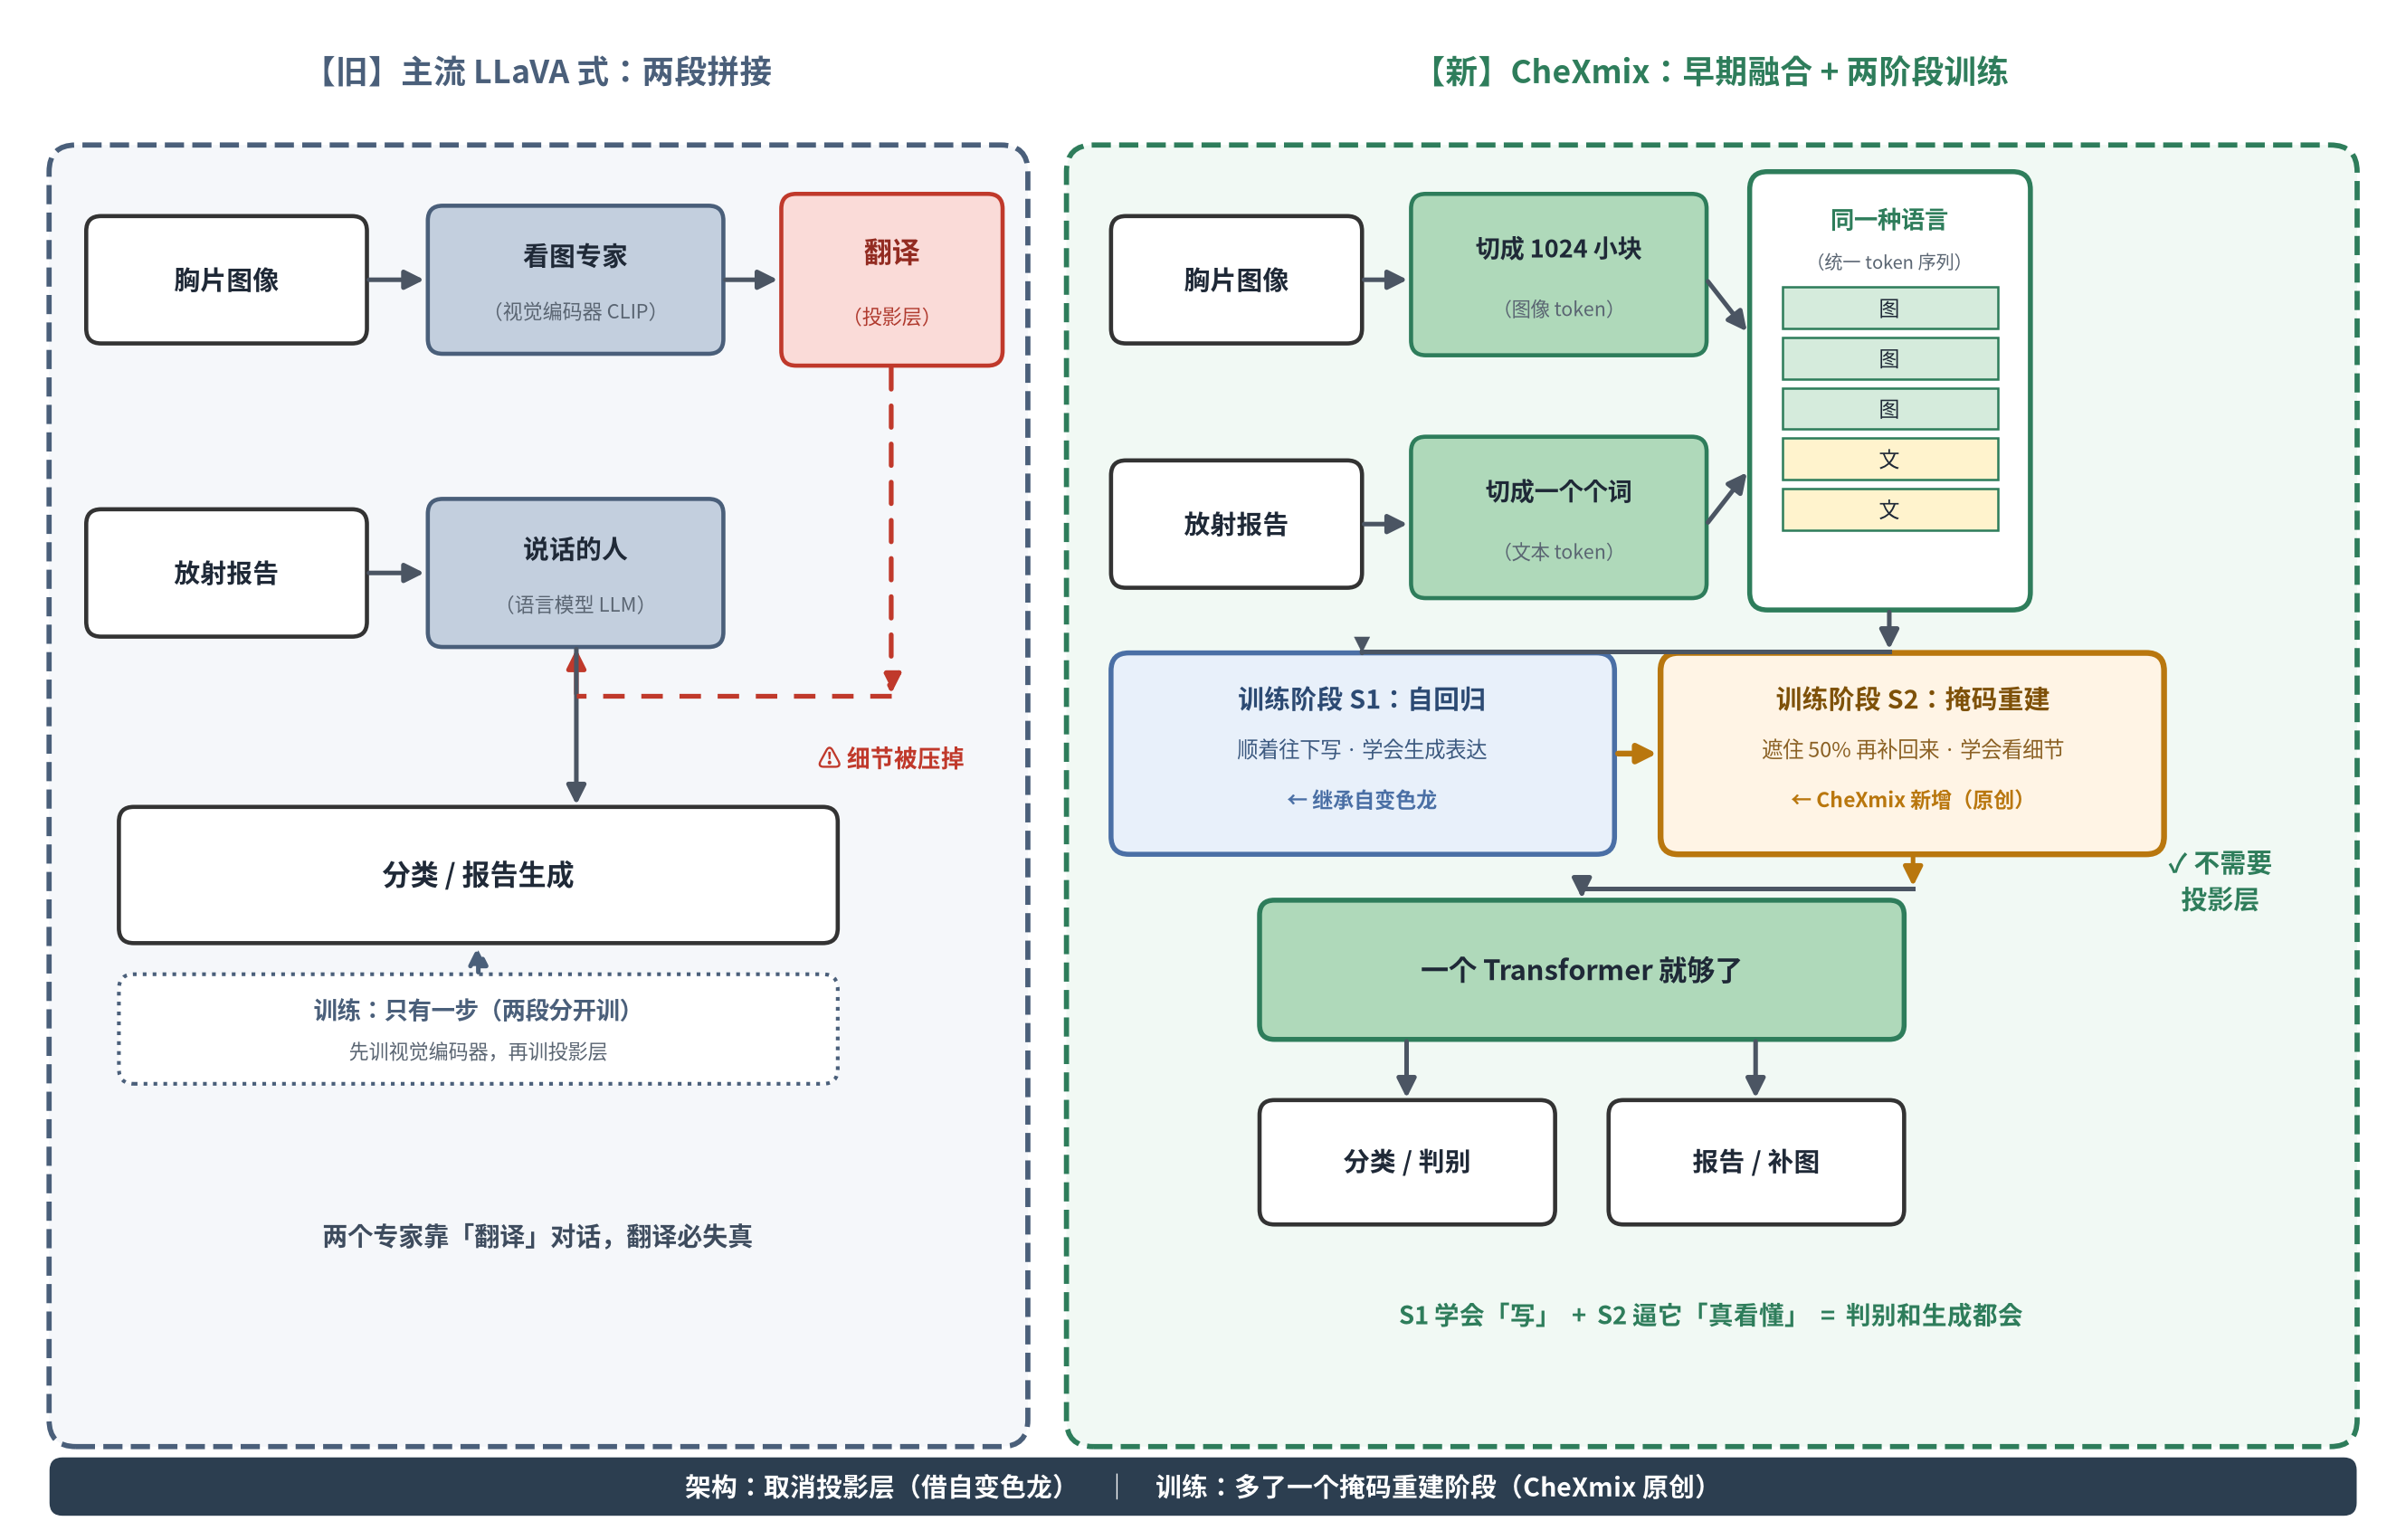 【旧】主流 LLaVA 式：两段拼接
胸片图像
看图专家
（视觉编码器 CLIP）
翻译
（投影层）
放射报告
说话的人
（语言模型 LLM）
⚠ 细节被压掉
分类 / 报告生成
训练：只有一步（两段分开训）
先训视觉编码器，再训投影层
两个专家靠「翻译」对话，翻译必失真
【新】CheXmix：早期融合 + 两阶段训练
胸片图像
切成 1024 小块
（图像 token）
放射报告
切成一个个词
（文本 token）
同一种语言
（统一 token 序列）
图
图
图
文
文
训练阶段 S1：自回归
顺着往下写 · 学会生成表达
← 继承自变色龙
训练阶段 S2：掩码重建
遮住 50% 再补回来 · 学会看细节
← CheXmix 新增（原创）
✓ 不需要
投影层
一个 Transformer 就够了
分类 / 判别
报告 / 补图
S1 学会「写」 + S2 逼它「真看懂」 = 判别和生成都会
架构：取消投影层（借自变色龙） ｜ 训练：多了一个掩码重建阶段（CheXmix 原创）